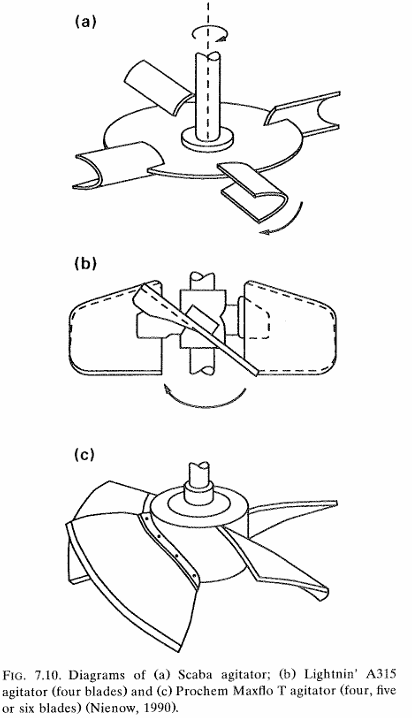 (a)
(b)
(c)
FIG. 7.10. Diagrams of (a) Scaba agitator; (b) Lightnin' A315
agitator (four blades) and (c) Prochem Maxflo T agitator (four, five
or six blades) (Nienow, 1990).